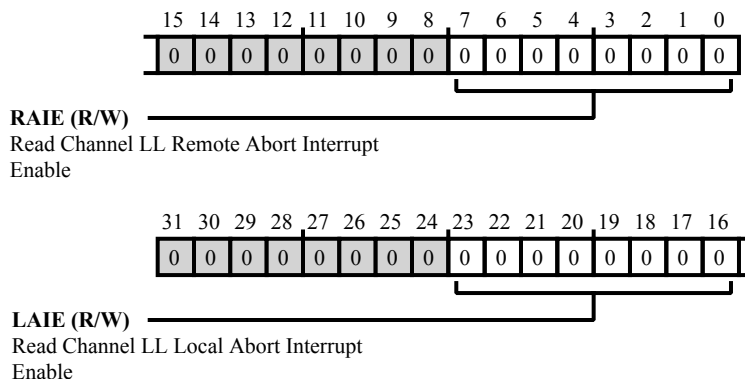 15 14 13 12 11 10 9 8 7 6 5 4 3 2 1 0
0 0 0 0 0 0 0 0 0 0 0 0 0 0 0 0
RAIE (R/W)
Read Channel LL Remote Abort Interrupt
Enable
31 30 29 28 27 26 25 24 23 22 21 20 19 18 17 16
0 0 0 0 0 0 0 0 0 0 0 0 0 0 0 0
LAIE (R/W)
Read Channel LL Local Abort Interrupt
Enable